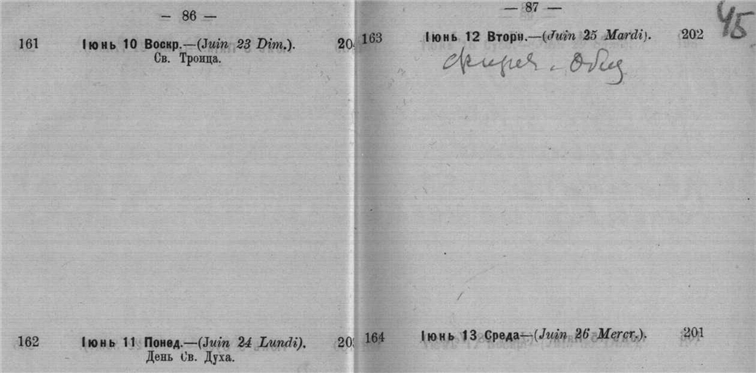 — 86 —
161 Іюнь 10 Воскр.—(Juin 23 Dim.). 20
Св. Троица.
162 Іюнь 11 Понед.—(Juin 24 Lundi). 20
День Св. Духа.
— 87 —
45
163 Іюнь 12 Вторн.—(Juin 25 Mardi). 202
164 Іюнь 13 Среда—(Juin 26 Mercr.). 201